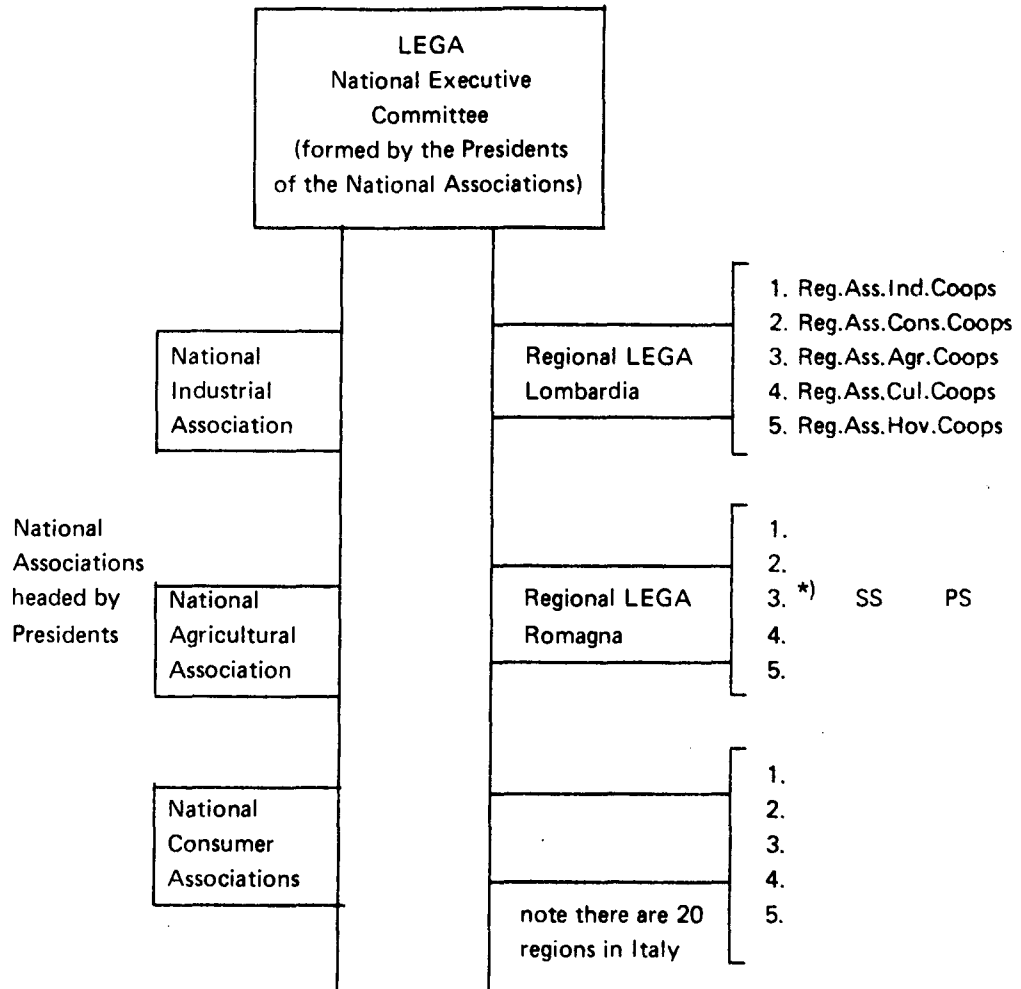 LEGA
National Executive
Committee
(formed by the Presidents
of the National Associations)
National
Industrial
Association
Regional LEGA
Lombardia
1. Reg.Ass.Ind.Coops
2. Reg.Ass.Cons.Coops
3. Reg.Ass.Agr.Coops
4. Reg.Ass.Cul.Coops
5. Reg.Ass.Hov.Coops
National
Associations
headed by
Presidents
National
Agricultural
Association
Regional LEGA
Romagna
1.
2.
3. *) SS PS
4.
5.
National
Consumer
Associations
note there are 20
regions in Italy
1.
2.
3.
4.
5.